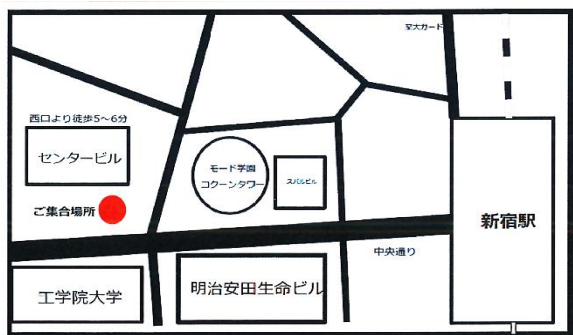 至大ガード
西口より徒歩5～6分
センタービル
モード学園
コクーンタワー
スバルビル
ご集合場所
新宿駅
中央通り
工学院大学
明治安田生命ビル